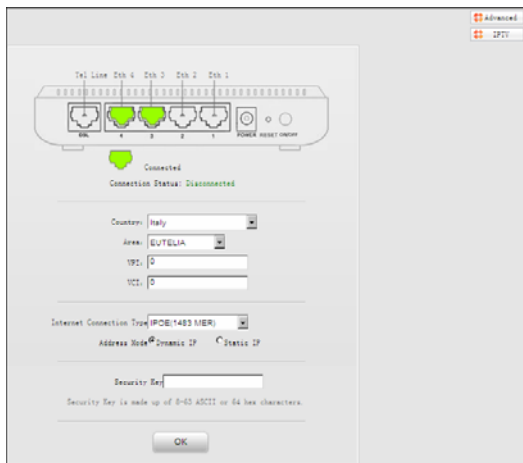 Advanced
IPTV
Tel Line Eth 4 Eth 3 Eth 2 Eth 1
DSL 4 3 2 1 POWER RESET ON/OFF
Connected
Connection Status: Disconnected
Country: Italy
Area: EUTELIA
VPI: 0
VCI: 0
Internet Connection Type IPOE(1483 MER)
Address Mode Dynamic IP Static IP
Security Key
Security Key is made up of 8-63 ASCII or 64 hex characters.
OK